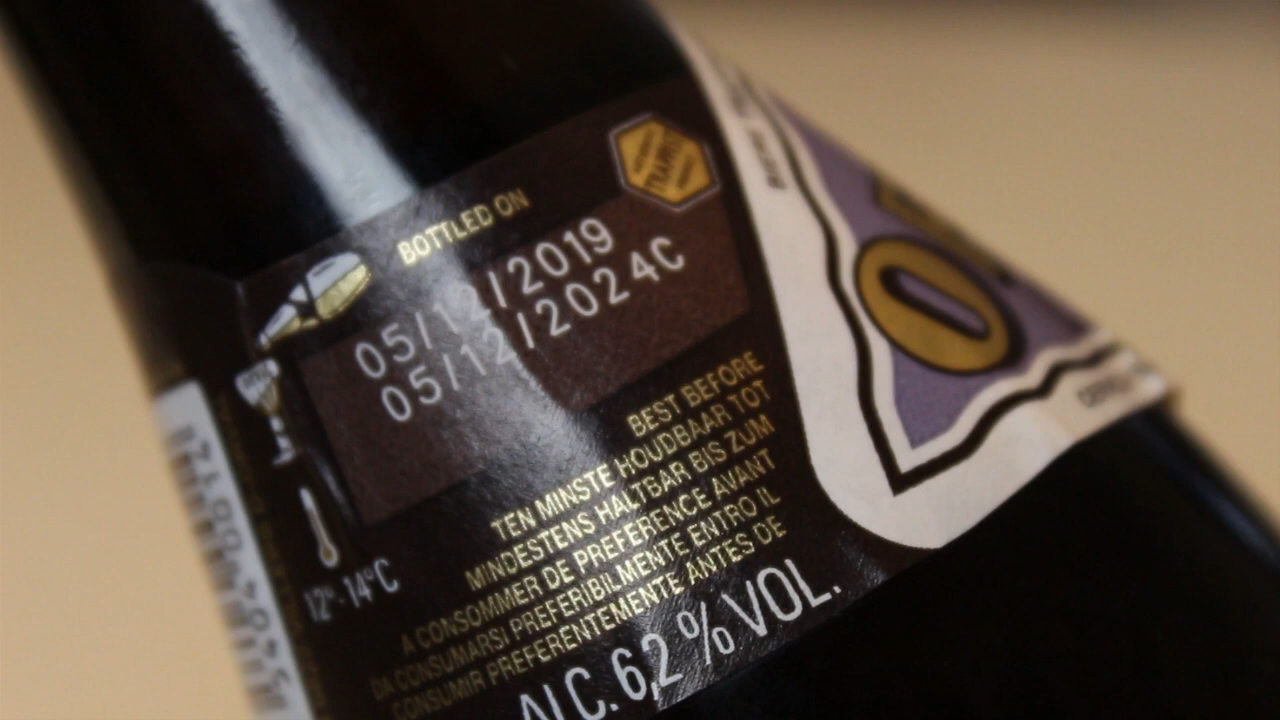 BOTTLED ON
05/12/2019
05/12/2024C
BEST BEFORE
TEN MINSTE HOUDBAAR TOT
MINDESTENS HALTBAR BIS ZUM
A CONSOMMER DE PREFERENCE AVANT
DA CONSUMARSI PREFERIBILMENTE ENTRO IL
CONSUMIR PREFERENTEMENTE ANTES DE
ALC. 6,2 % VOL.
12°-14°C
TRAPPIST
O